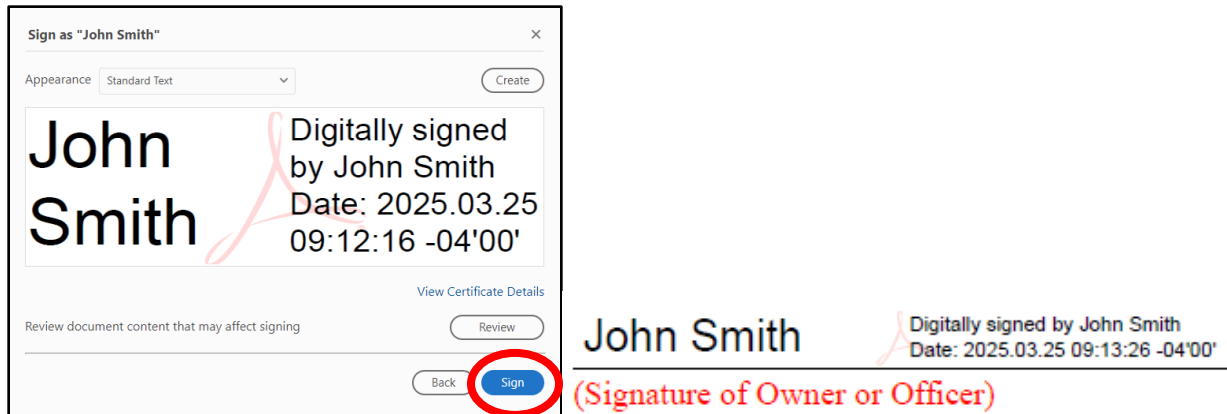 Sign as "John Smith" ×
Appearance Standard Text Create
John
Smith
Digitally signed
by John Smith
Date: 2025.03.25
09:12:16 -04'00'
View Certificate Details
Review document content that may affect signing Review
Back Sign
John Smith
Digitally signed by John Smith
Date: 2025.03.25 09:13:26 -04'00'
(Signature of Owner or Officer)